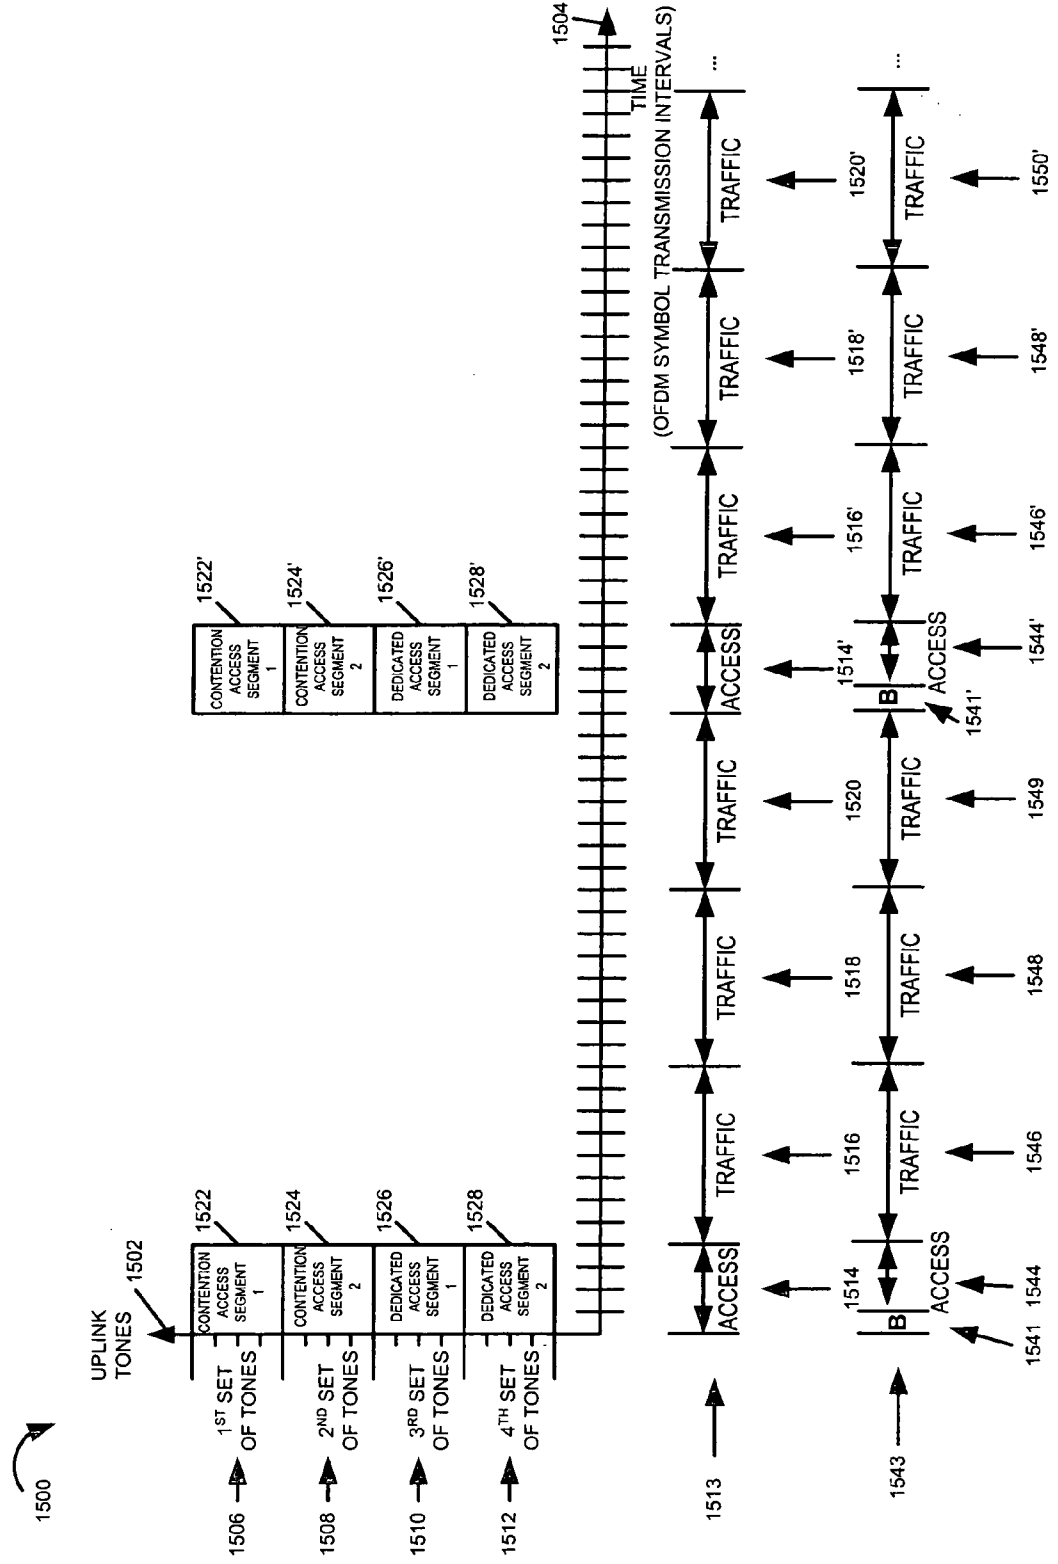 1500
UPLINK
TONES
1502
1506
1ST SET
OF TONES
1508
2ND SET
OF TONES
1510
3RD SET
OF TONES
1512
4TH SET
OF TONES
CONTENTION
ACCESS
SEGMENT
1
1522
CONTENTION
ACCESS
SEGMENT
2
1524
DEDICATED
ACCESS
SEGMENT
1
1526
DEDICATED
ACCESS
SEGMENT
2
1528
CONTENTION
ACCESS
SEGMENT
1
1522'
CONTENTION
ACCESS
SEGMENT
2
1524'
DEDICATED
ACCESS
SEGMENT
1
1526'
DEDICATED
ACCESS
SEGMENT
2
1528'
1504
TIME
(OFDM SYMBOL TRANSMISSION INTERVALS)
1513
ACCESS
TRAFFIC
TRAFFIC
TRAFFIC
ACCESS
TRAFFIC
TRAFFIC
TRAFFIC
...
1514
1516
1518
1520
1514'
1516'
1518'
1520'
1543
B
ACCESS
TRAFFIC
TRAFFIC
TRAFFIC
B
ACCESS
TRAFFIC
TRAFFIC
TRAFFIC
...
1541
1544
1546
1548
1549
1541'
1544'
1546'
1548'
1550'